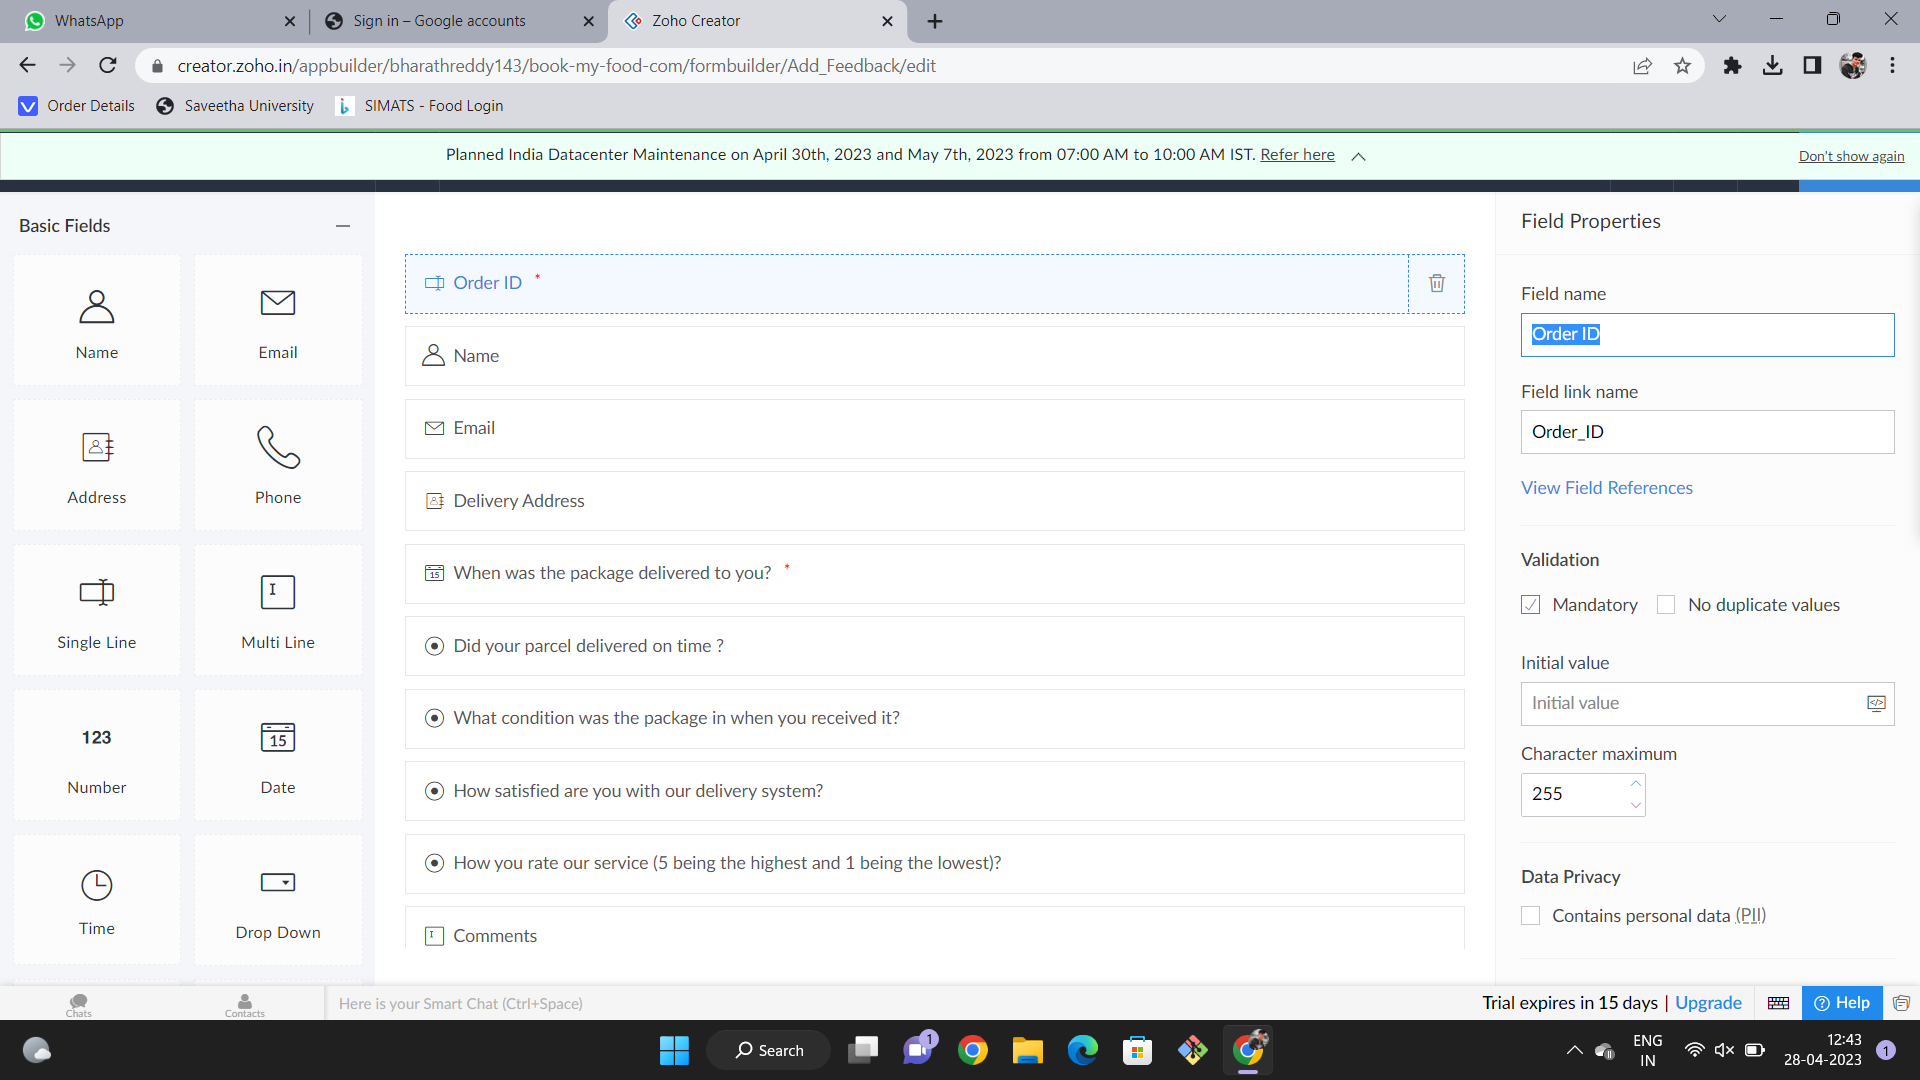 WhatsApp
Sign in – Google accounts
Zoho Creator
creator.zoho.in/appbuilder/bharathreddy143/book-my-food-com/formbuilder/Add_Feedback/edit
Order Details
Saveetha University
SIMATS - Food Login
Planned India Datacenter Maintenance on April 30th, 2023 and May 7th, 2023 from 07:00 AM to 10:00 AM IST. Refer here
Don't show again
Basic Fields
Name
Email
Address
Phone
Single Line
Multi Line
123
Number
15
Date
Time
Drop Down
Order ID *
Name
Email
Delivery Address
15
When was the package delivered to you? *
Did your parcel delivered on time ?
What condition was the package in when you received it?
How satisfied are you with our delivery system?
How you rate our service (5 being the highest and 1 being the lowest)?
Comments
Field Properties
Field name
Order ID
Field link name
Order_ID
View Field References
Validation
Mandatory
No duplicate values
Initial value
Initial value
Character maximum
255
Data Privacy
Contains personal data (PII)
Chats
Contacts
Here is your Smart Chat (Ctrl+Space)
Trial expires in 15 days | Upgrade
? Help
Search
1
ENG
IN
12:43
28-04-2023
1